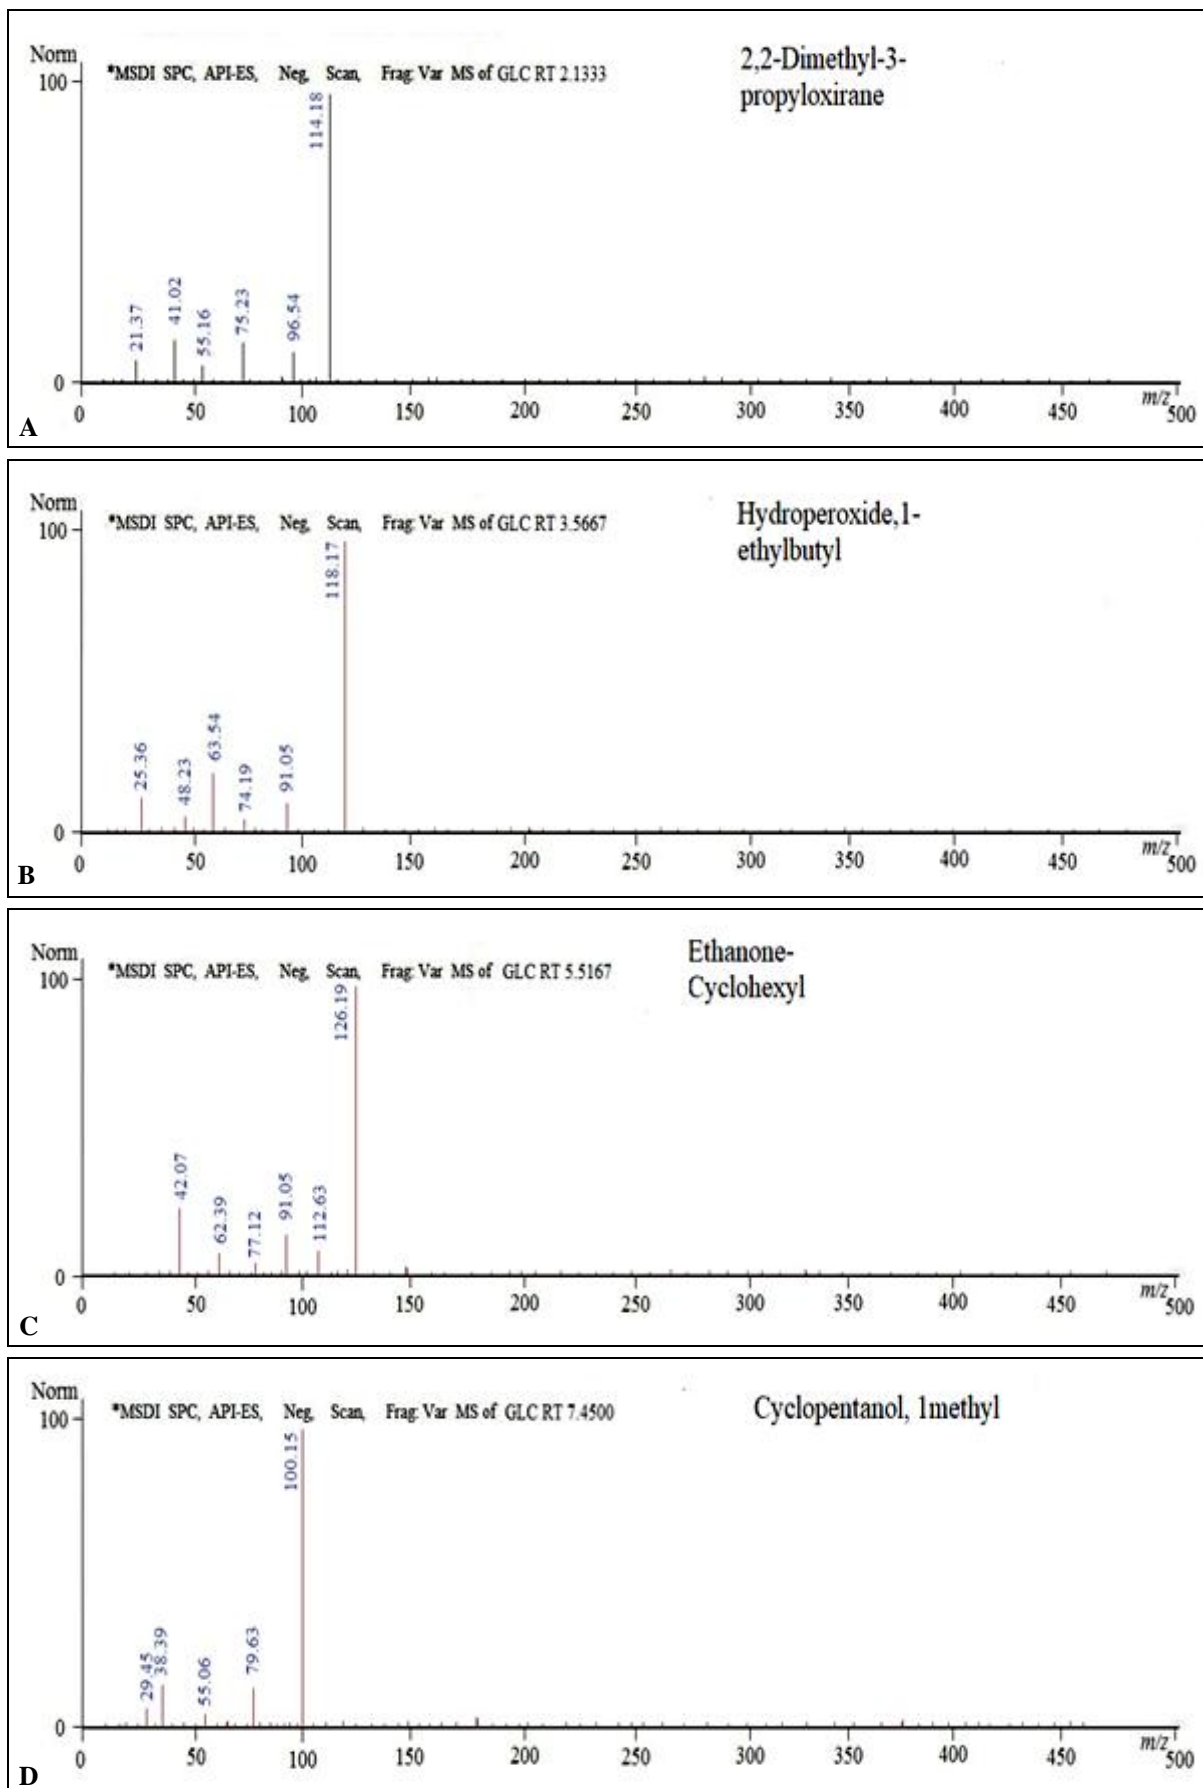 Norm
*MSDI SPC, API-ES, Neg, Scan, Frag: Var MS of GLC RT 2.1333
2,2-Dimethyl-3-
propyloxirane
100
114.18
21.37
41.02
55.16
75.23
96.54
0
0 50 100 150 200 250 300 350 400 450 m/z 500
A
Norm
*MSDI SPC, API-ES, Neg, Scan, Frag: Var MS of GLC RT 3.5667
Hydroperoxide,1-
ethylbutyl
100
118.17
25.36
48.23
63.54
74.19
91.05
0
0 50 100 150 200 250 300 350 400 450 m/z 500
B
Norm
*MSDI SPC, API-ES, Neg, Scan, Frag: Var MS of GLC RT 5.5167
Ethanone-
Cyclohexyl
100
126.19
42.07
62.39
77.12
91.05
112.63
0
0 50 100 150 200 250 300 350 400 450 m/z 500
C
Norm
*MSDI SPC, API-ES, Neg, Scan, Frag: Var MS of GLC RT 7.4500
Cyclopentanol, 1methyl
100
100.15
29.45
38.39
55.06
79.63
0
0 50 100 150 200 250 300 350 400 450 m/z 500
D